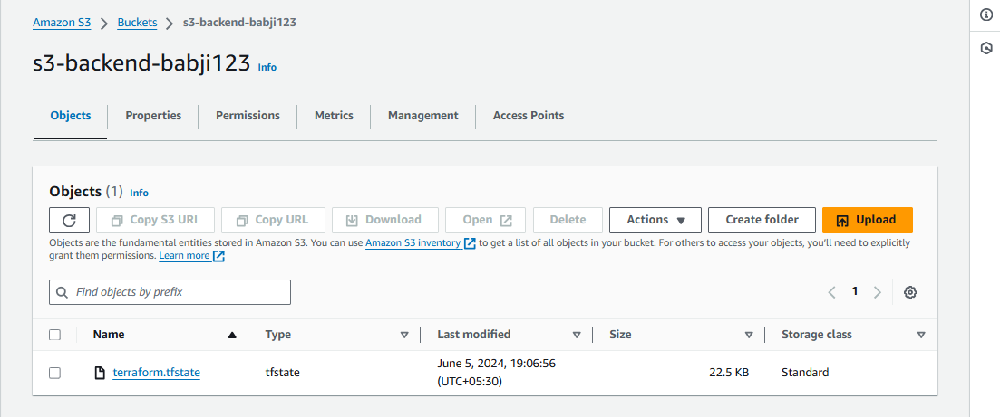 Amazon S3 > Buckets > s3-backend-babji123
s3-backend-babji123 Info
Objects Properties Permissions Metrics Management Access Points
Objects (1) Info
Copy S3 URI Copy URL Download Open Delete Actions Create folder Upload
Objects are the fundamental entities stored in Amazon S3. You can use Amazon S3 inventory to get a list of all objects in your bucket. For others to access your objects, you'll need to explicitly
grant them permissions. Learn more
Find objects by prefix 1
Name Type Last modified Size Storage class
terraform.tfstate tfstate June 5, 2024, 19:06:56 22.5 KB Standard
(UTC+05:30)